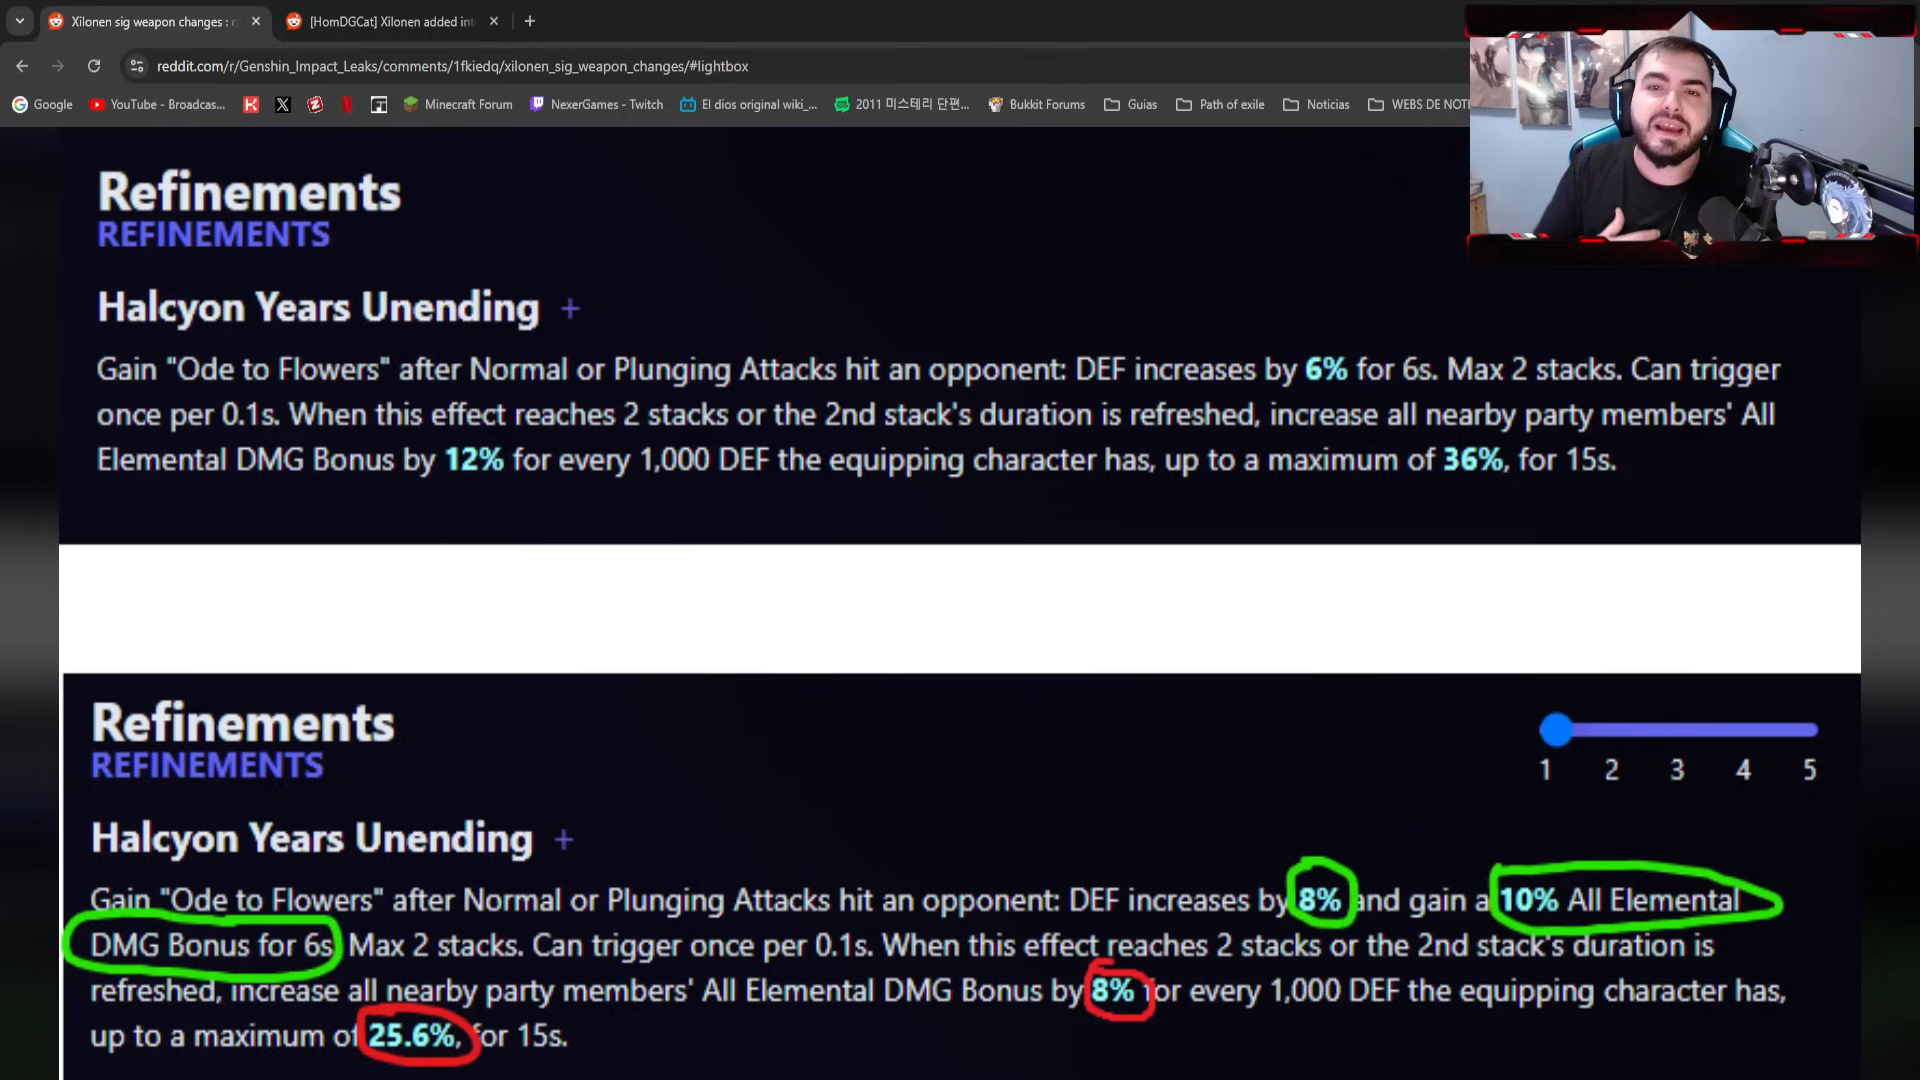 Xilonen sig weapon changes : r/
[HomDGCat] Xilonen added int
reddit.com/r/Genshin_Impact_Leaks/comments/1fkiedq/xilonen_sig_weapon_changes/#lightbox
Google
YouTube - Broadcas...
Minecraft Forum
NexerGames - Twitch
El dios original wiki_...
2011 미스테리 단편...
Bukkit Forums
Guias
Path of exile
Noticias
WEBS DE NOTI
Refinements
REFINEMENTS
Halcyon Years Unending +
Gain "Ode to Flowers" after Normal or Plunging Attacks hit an opponent: DEF increases by 6% for 6s. Max 2 stacks. Can trigger
once per 0.1s. When this effect reaches 2 stacks or the 2nd stack's duration is refreshed, increase all nearby party members' All
Elemental DMG Bonus by 12% for every 1,000 DEF the equipping character has, up to a maximum of 36%, for 15s.
Refinements
REFINEMENTS
1 2 3 4 5
Halcyon Years Unending +
Gain "Ode to Flowers" after Normal or Plunging Attacks hit an opponent: DEF increases by 8% and gain a 10% All Elemental
DMG Bonus for 6s. Max 2 stacks. Can trigger once per 0.1s. When this effect reaches 2 stacks or the 2nd stack's duration is
refreshed, increase all nearby party members' All Elemental DMG Bonus by 8% for every 1,000 DEF the equipping character has,
up to a maximum of 25.6%, for 15s.